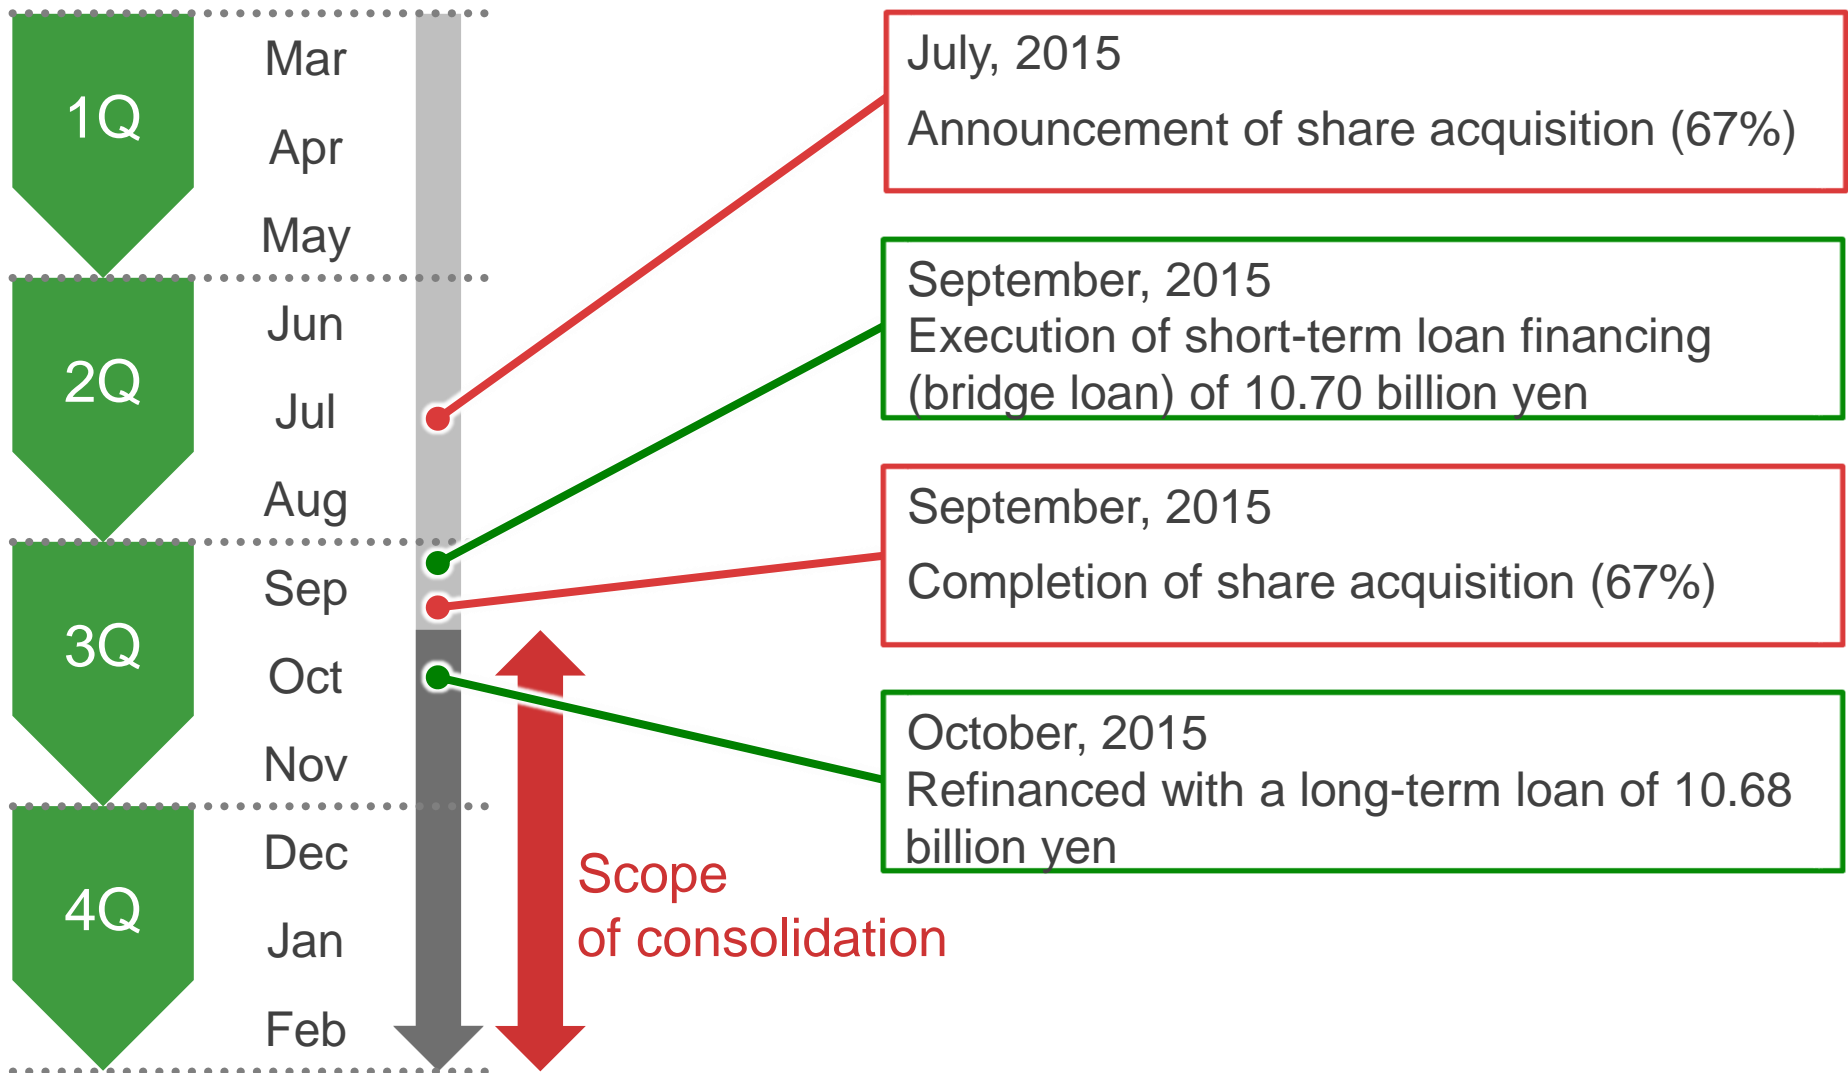 1Q
Mar
Apr
May
2Q
Jun
Jul
Aug
3Q
Sep
Oct
Nov
4Q
Dec
Jan
Feb
July, 2015
Announcement of share acquisition (67%)
September, 2015
Execution of short-term loan financing
(bridge loan) of 10.70 billion yen
September, 2015
Completion of share acquisition (67%)
October, 2015
Refinanced with a long-term loan of 10.68
billion yen
Scope
of consolidation